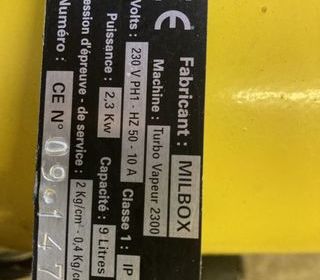 CE
Fabricant : MILBOX
Machine : Turbo Vapeur 2300
Volts : 230 V PH1 - HZ 50 - 10 A Classe 1 : IP
Puissance : 2,3 Kw Capacité : 9 Litres
ession d'épreuve - de service : 2 Kg/cm² - 0,4 Kg/c
Numéro : CE N° 09 147